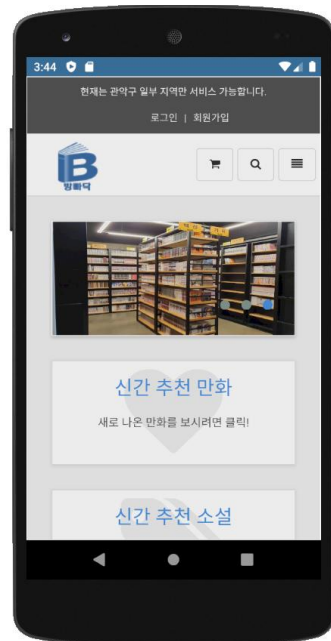 3:44
현재는 관악구 일부 지역만 서비스 가능합니다.
로그인 | 회원가입
방빠닥
신간 추천 만화
새로 나온 만화를 보시려면 클릭!
신간 추천 소설